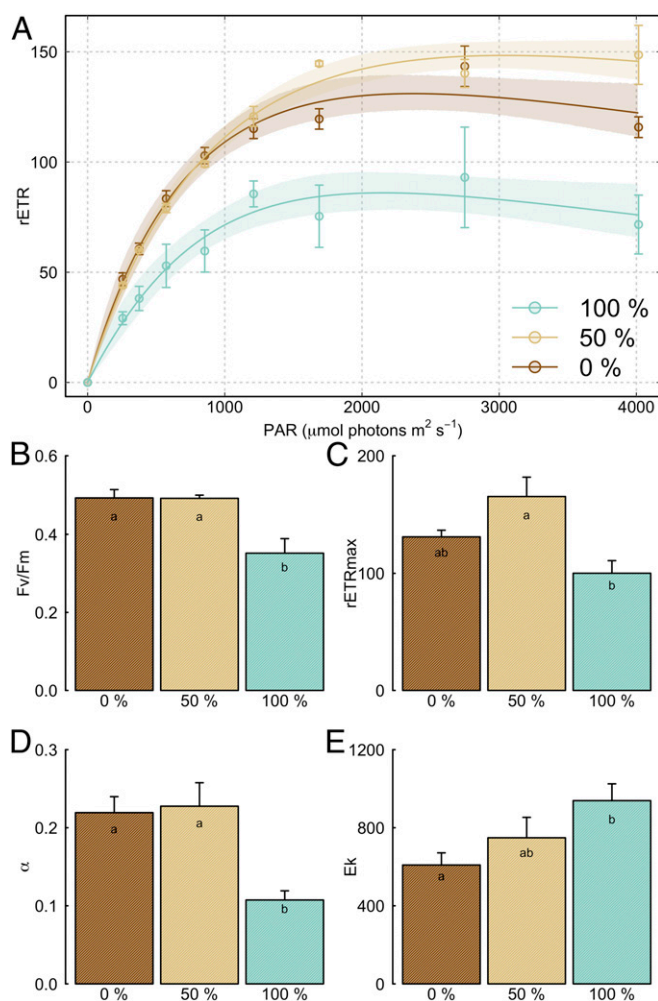 A
150
100
50
0
rETR
100 %
50 %
0 %
0 1000 2000 3000 4000
PAR (μmol photons m² s⁻¹)
B
0.6
0.4
0.2
0.0
Fv/Fm
a a b
0 % 50 % 100 %
C
200
100
0
rETRmax
ab a b
0 % 50 % 100 %
D
0.3
0.2
0.1
0.0
α
a a b
0 % 50 % 100 %
E
1200
800
400
0
Ek
a ab b
0 % 50 % 100 %